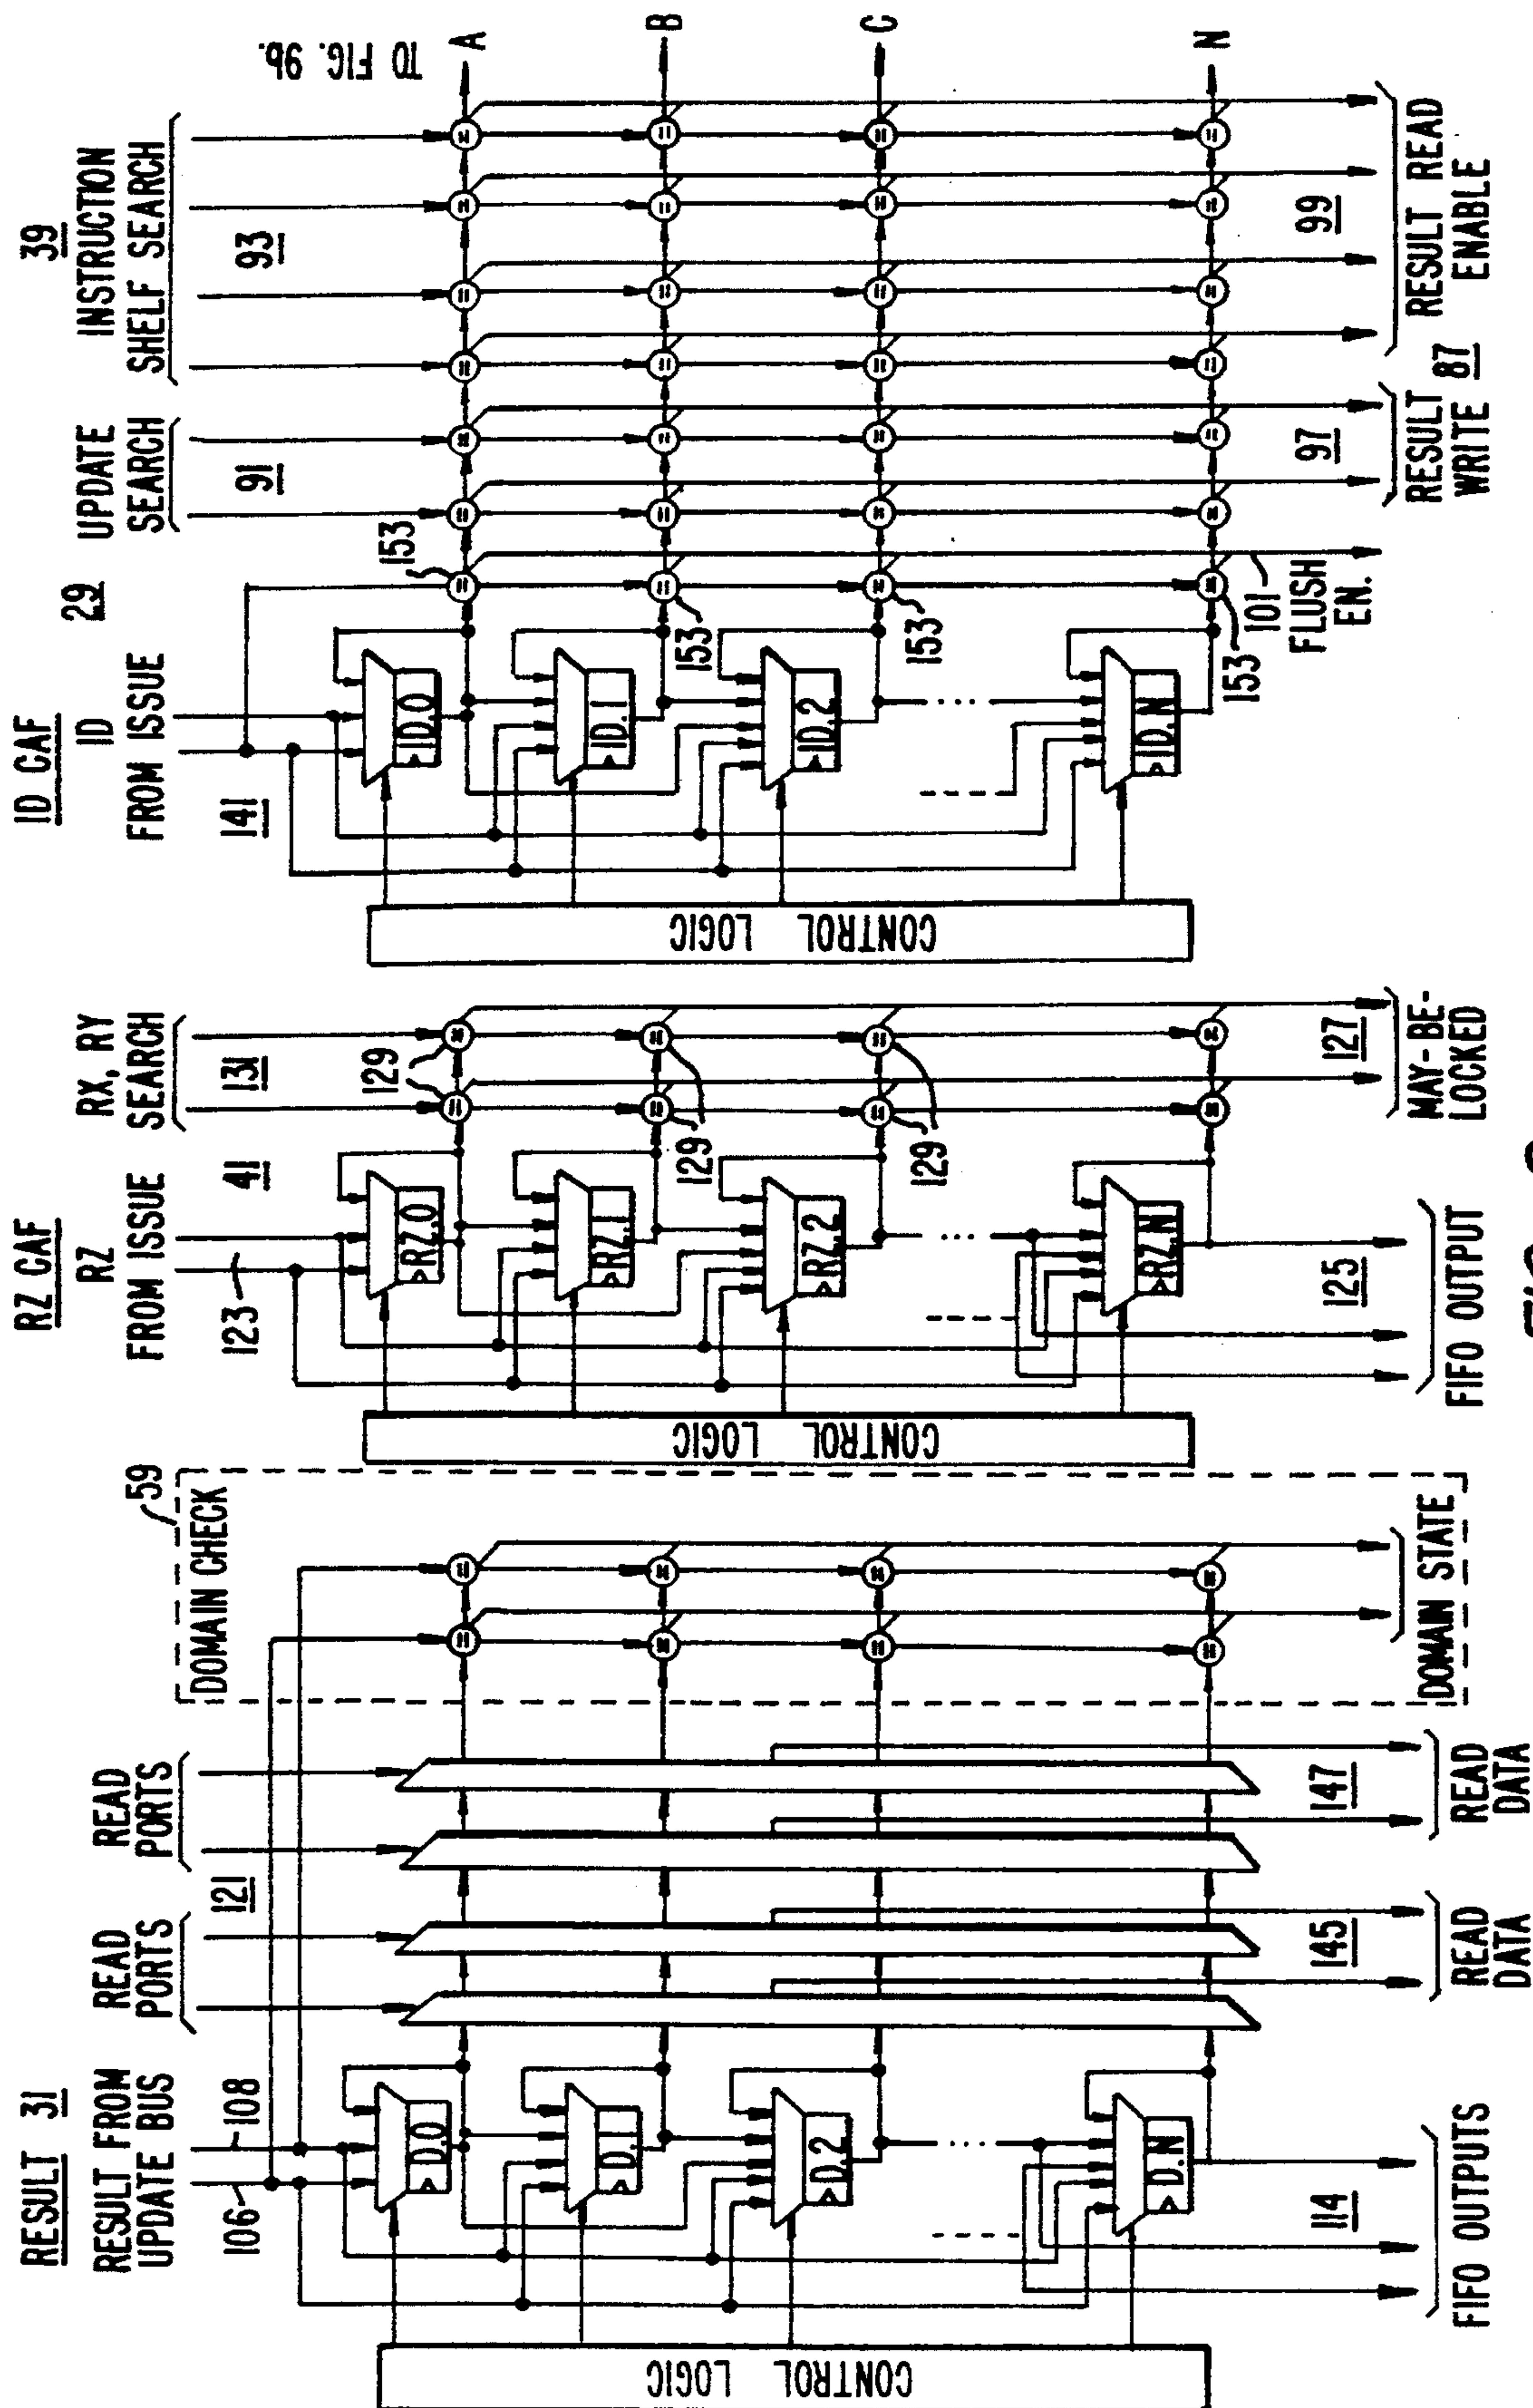 RESULT 31
RESULT FROM
UPDATE BUS
106
108
READ
PORTS
121
READ
PORTS
59
DOMAIN CHECK
CONTROL LOGIC
D.0
D.1
D.2
...
D.N
114
FIFO OUTPUTS
145
READ
DATA
147
READ
DATA
DOMAIN STATE
RZ CAF
RZ
FROM ISSUE
123
41
RX, RY
SEARCH
131
129
129
129
CONTROL LOGIC
RZ.0
RZ.1
RZ.2
...
RZ.N
125
FIFO OUTPUT
127
MAY-BE-
LOCKED
ID CAF
ID
FROM ISSUE
141
29
UPDATE
SEARCH
91
39
INSTRUCTION
SHELF SEARCH
93
153
153
153
153
CONTROL LOGIC
ID.0
ID.1
ID.2
...
ID.N
101
FLUSH
EN.
97
RESULT
WRITE 87
99
RESULT READ
ENABLE
TO FIG. 9b.
A
B
C
N